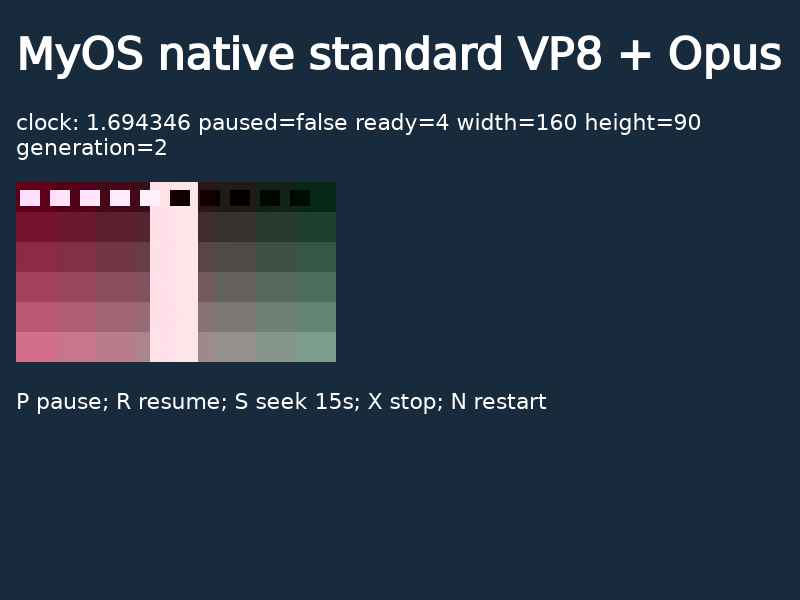 MyOS native standard VP8 + Opus
clock: 1.694346 paused=false ready=4 width=160 height=90
generation=2
P pause; R resume; S seek 15s; X stop; N restart